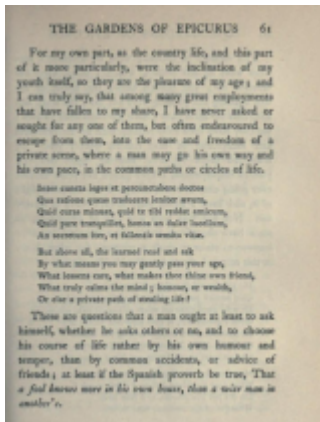 THE GARDENS OF EPICURUS 61
For my own part, as the country life, and this part
of it more particularly, were the inclination of my
youth itself, so they are the pleasure of my age; and
I can truly say, that among many great employments
that have fallen to my share, I have never asked or
sought for any one of them, but often endeavoured to
escape from them, into the ease and freedom of a
private scene, where a man may go his own way and
his own pace, in the common paths or circles of life.
Inter cuncta leges et percunctabere doctos
Qua ratione queas traducere leniter ævum,
Quid curas minuat, quid te tibi reddat amicum,
Quid pure tranquillet, honos an dulce lucellum,
An secretum iter, et fallentis semita vitæ.
But above all, the learned read and ask
By what means you may gently pass your age,
What lessens care, what makes thee thine own friend,
What truly calms the mind; honour, or wealth,
Or else a private path of stealing life?
These are questions that a man ought at least to ask
himself, whether he asks others or no, and to choose
his course of life rather by his own humour and
temper, than by common accidents, or advice of
friends; at least if the Spanish proverb be true, That
a fool knows more in his own house, than a wise man in
another's.